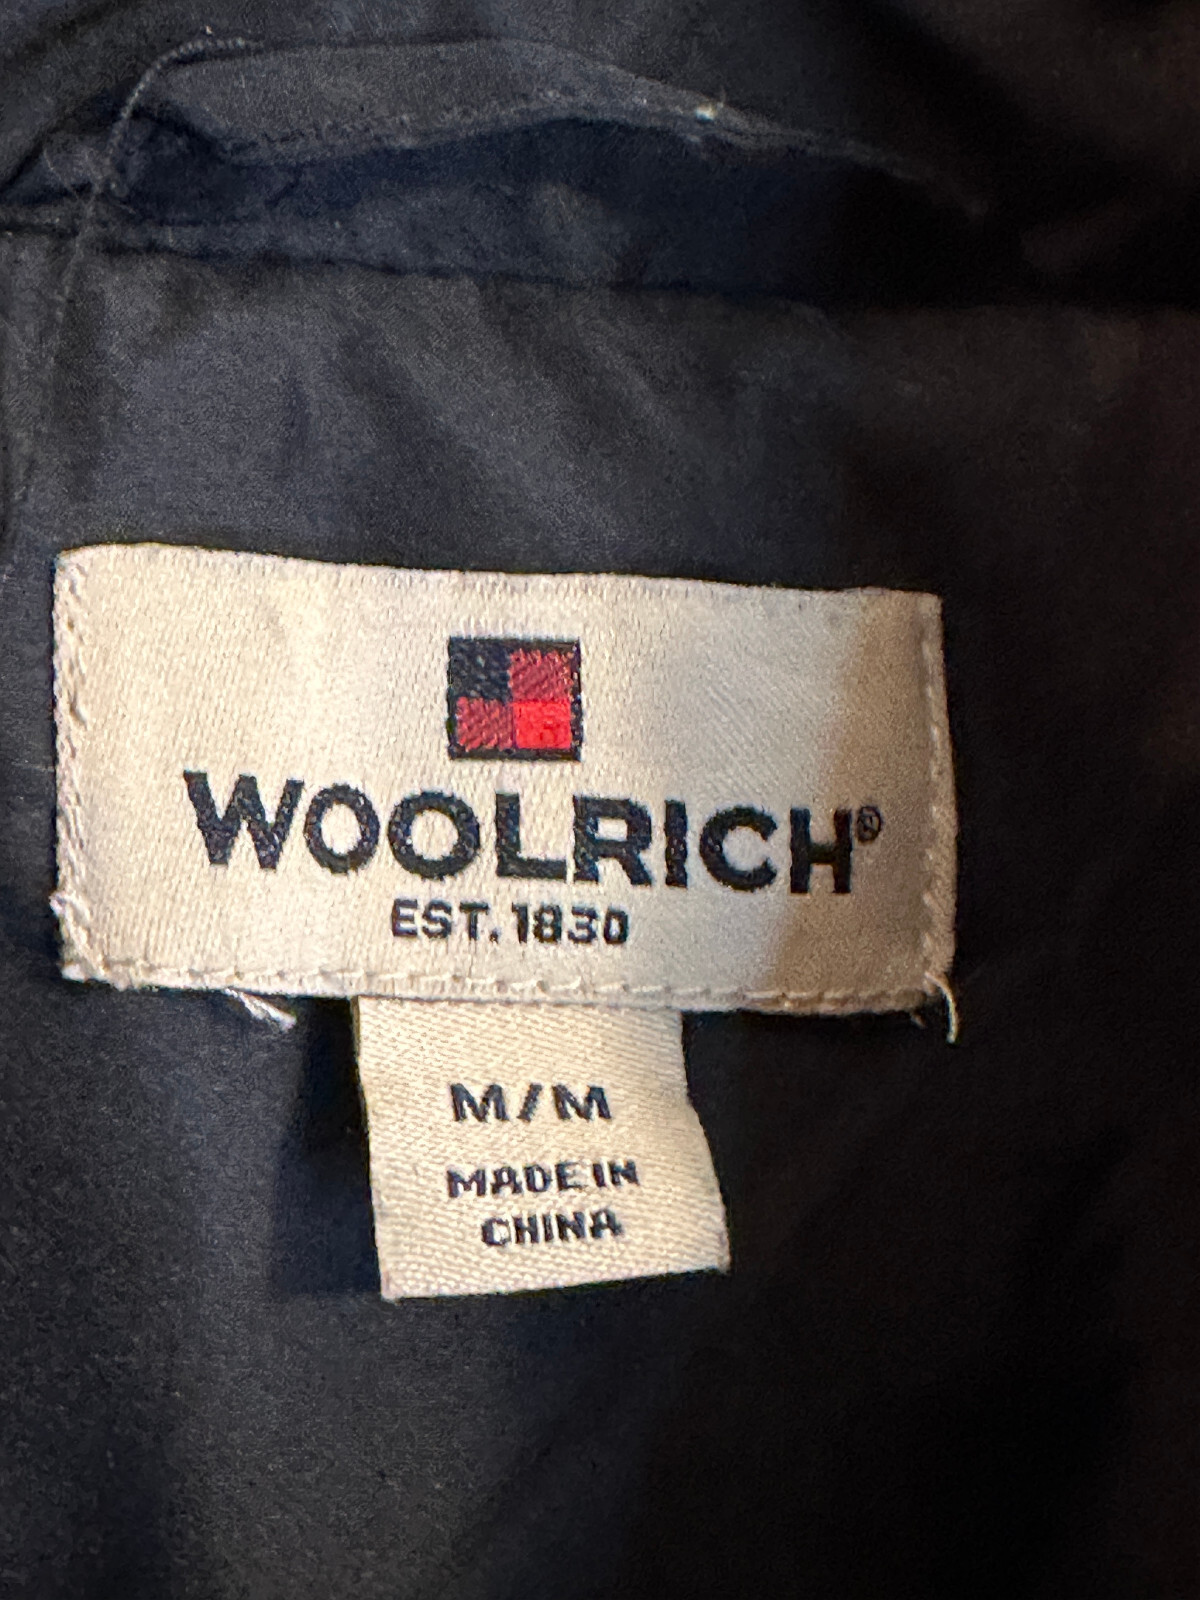 WOOLRICH®
EST. 1830
M/M
MADE IN
CHINA